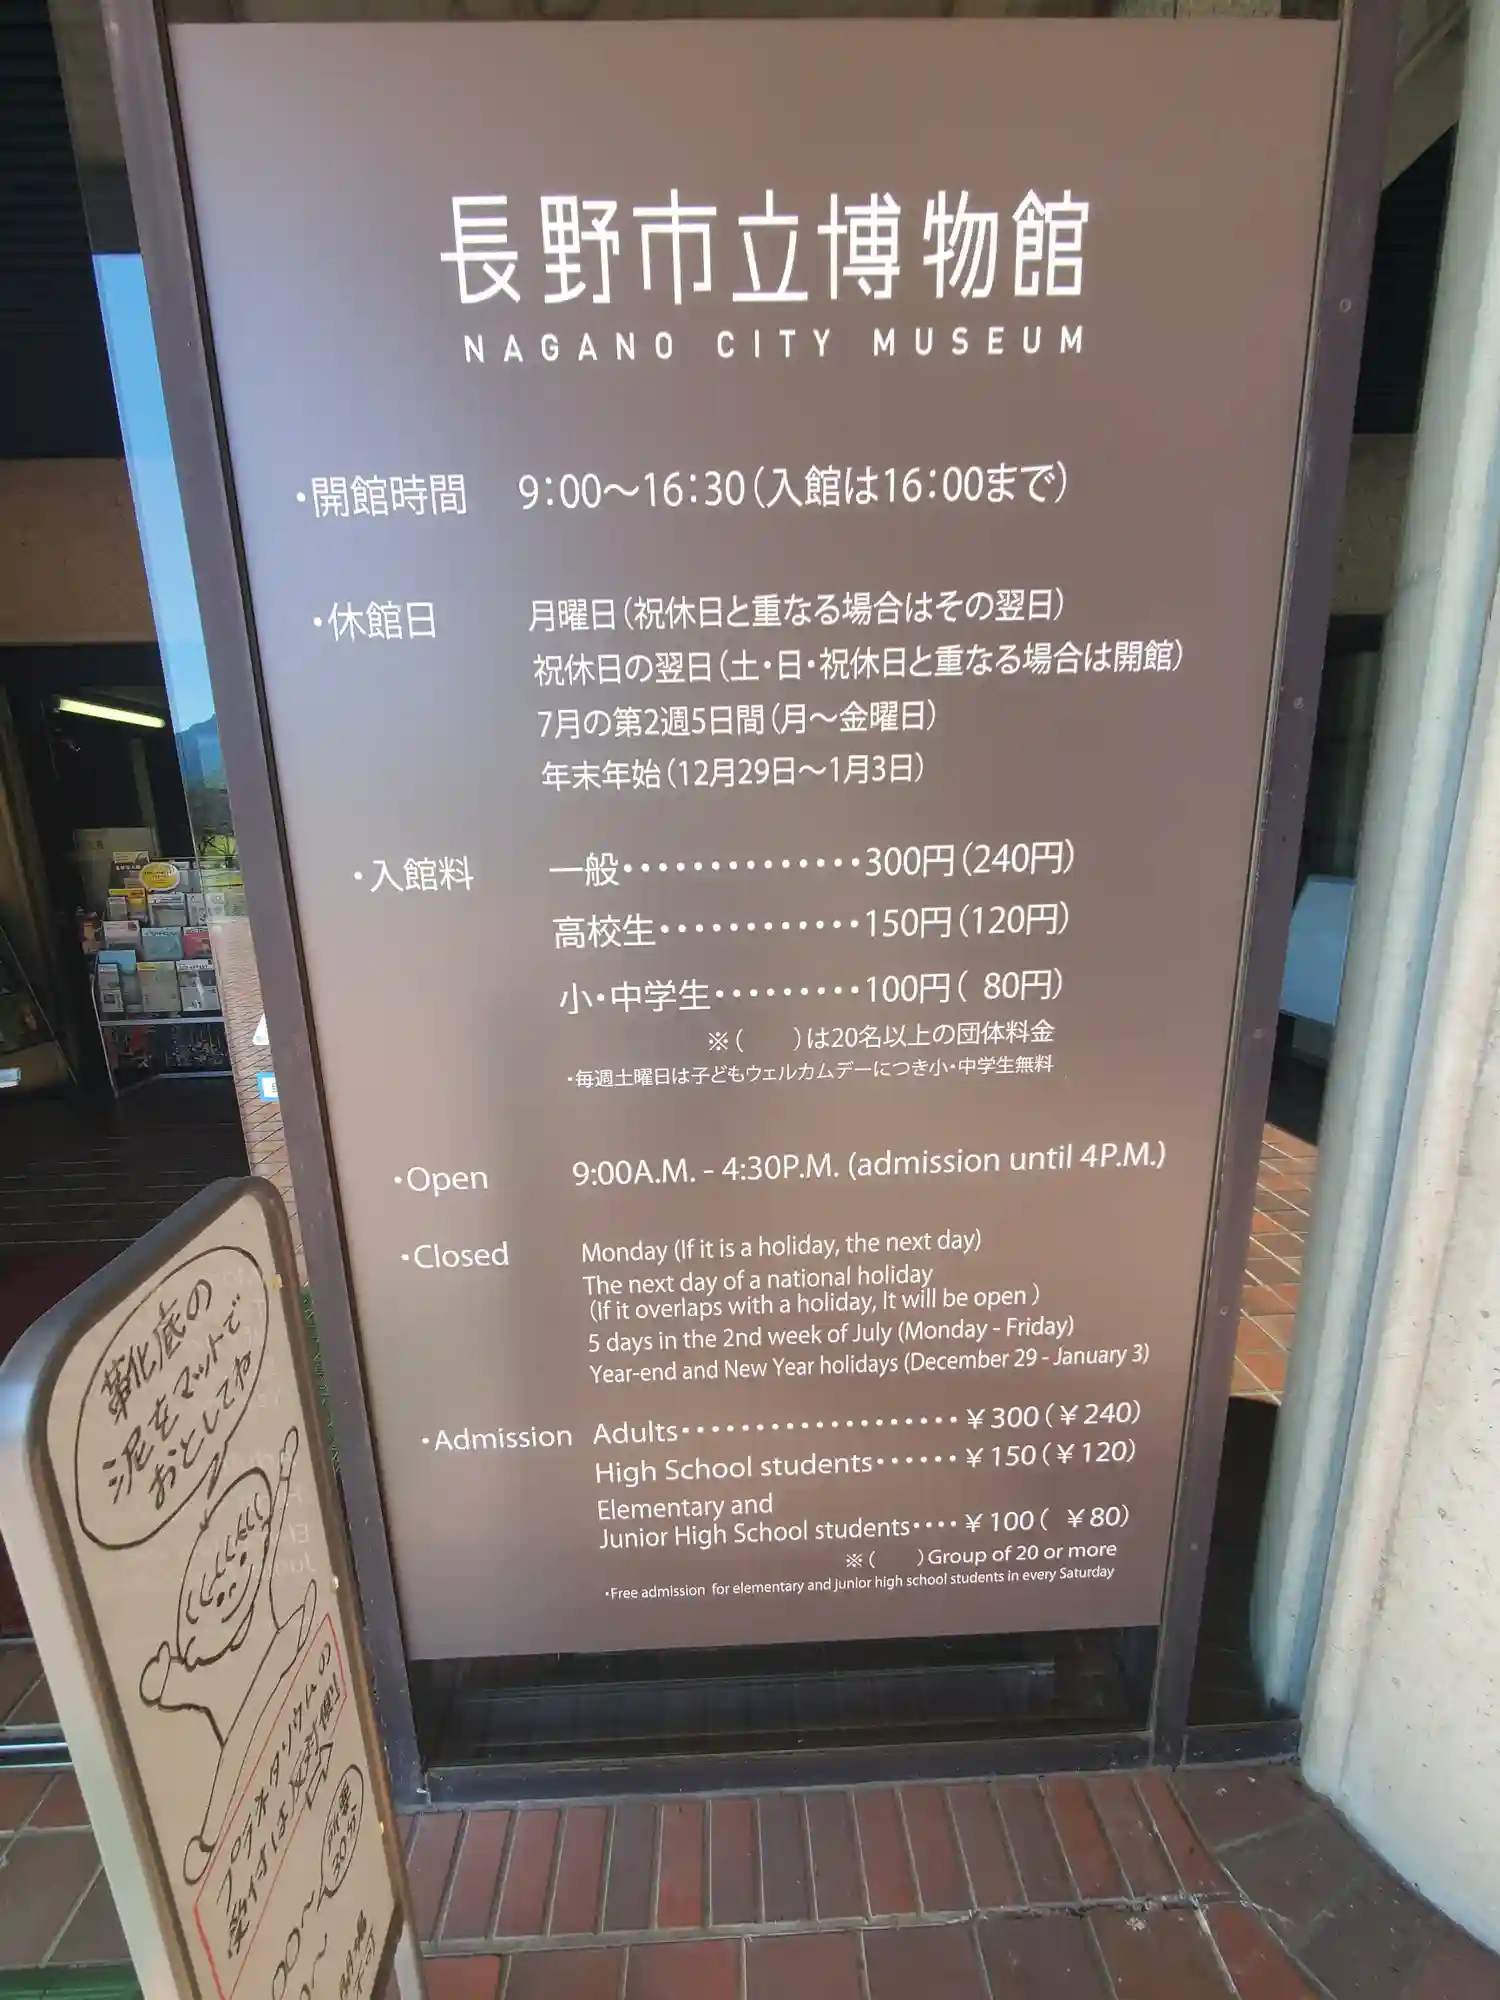 長野市立博物館
NAGANO CITY MUSEUM
・開館時間 9:00～16:30(入館は16:00まで)
・休館日 月曜日(祝休日と重なる場合はその翌日)
祝休日の翌日(土・日・祝休日と重なる場合は開館)
7月の第2週5日間(月～金曜日)
年末年始(12月29日～1月3日)
・入館料 一般・・・・・・・・・・・・・・300円(240円)
高校生・・・・・・・・・・・・150円(120円)
小・中学生・・・・・・・・・100円( 80円)
※( )は20名以上の団体料金
・毎週土曜日は子どもウェルカムデーにつき小・中学生無料
・Open 9:00A.M. - 4:30P.M. (admission until 4P.M.)
・Closed Monday (If it is a holiday, the next day)
The next day of a national holiday
(If it overlaps with a holiday, It will be open )
5 days in the 2nd week of July (Monday - Friday)
Year-end and New Year holidays (December 29 - January 3)
・Admission Adults・・・・・・・・・・・・・・・・・・・ ¥300(¥240)
High School students・・・・・・ ¥150(¥120)
Elementary and
Junior High School students・・・・ ¥100( ¥80)
※( )Group of 20 or more
・Free admission for elementary and junior high school students in every Saturday
靴底の
泥をマットで
おとしてね
プラネタリウムの
30分